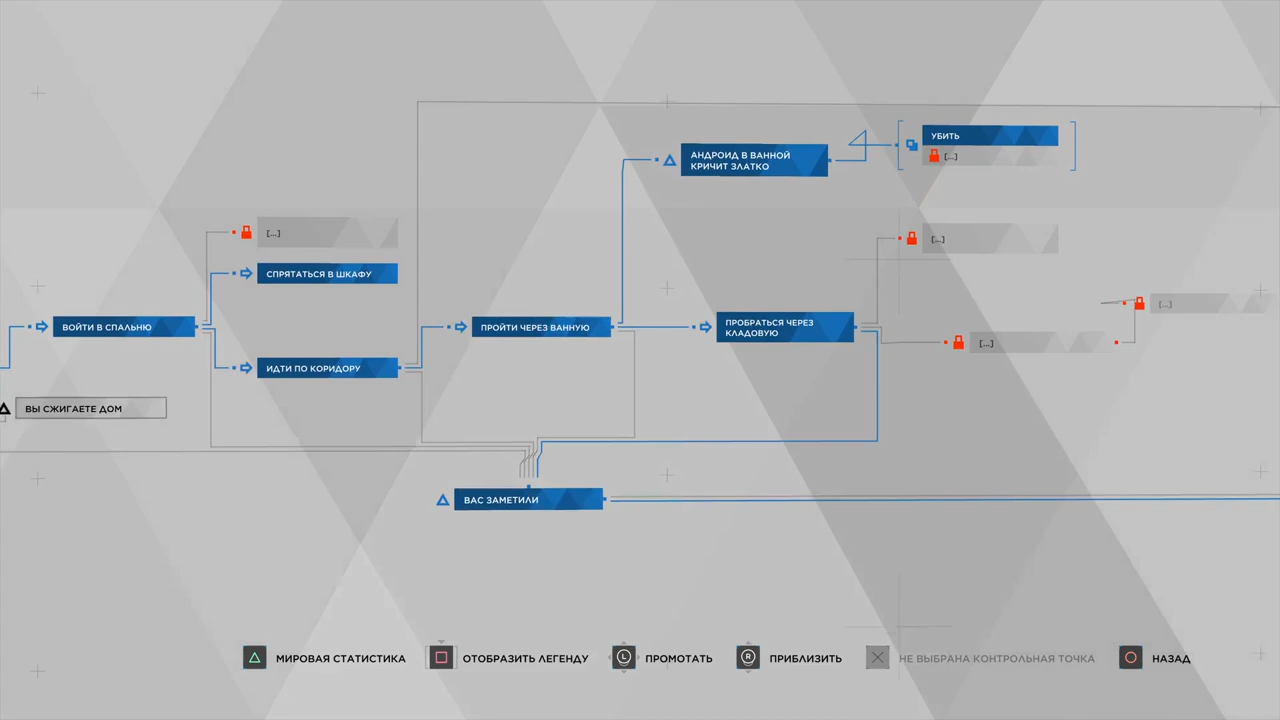 УБИТЬ
[...]
АНДРОИД В ВАННОЙ
КРИЧИТ ЗЛАТКО
[...]
[...]
СПРЯТАТЬСЯ В ШКАФУ
[...]
ВОЙТИ В СПАЛЬНЮ
ПРОЙТИ ЧЕРЕЗ ВАННУЮ
ПРОБРАТЬСЯ ЧЕРЕЗ
КЛАДОВУЮ
[...]
ИДТИ ПО КОРИДОРУ
ВЫ СЖИГАЕТЕ ДОМ
ВАС ЗАМЕТИЛИ
МИРОВАЯ СТАТИСТИКА
ОТОБРАЗИТЬ ЛЕГЕНДУ
L
ПРОМОТАТЬ
R
ПРИБЛИЗИТЬ
НЕ ВЫБРАНА КОНТРОЛЬНАЯ ТОЧКА
НАЗАД